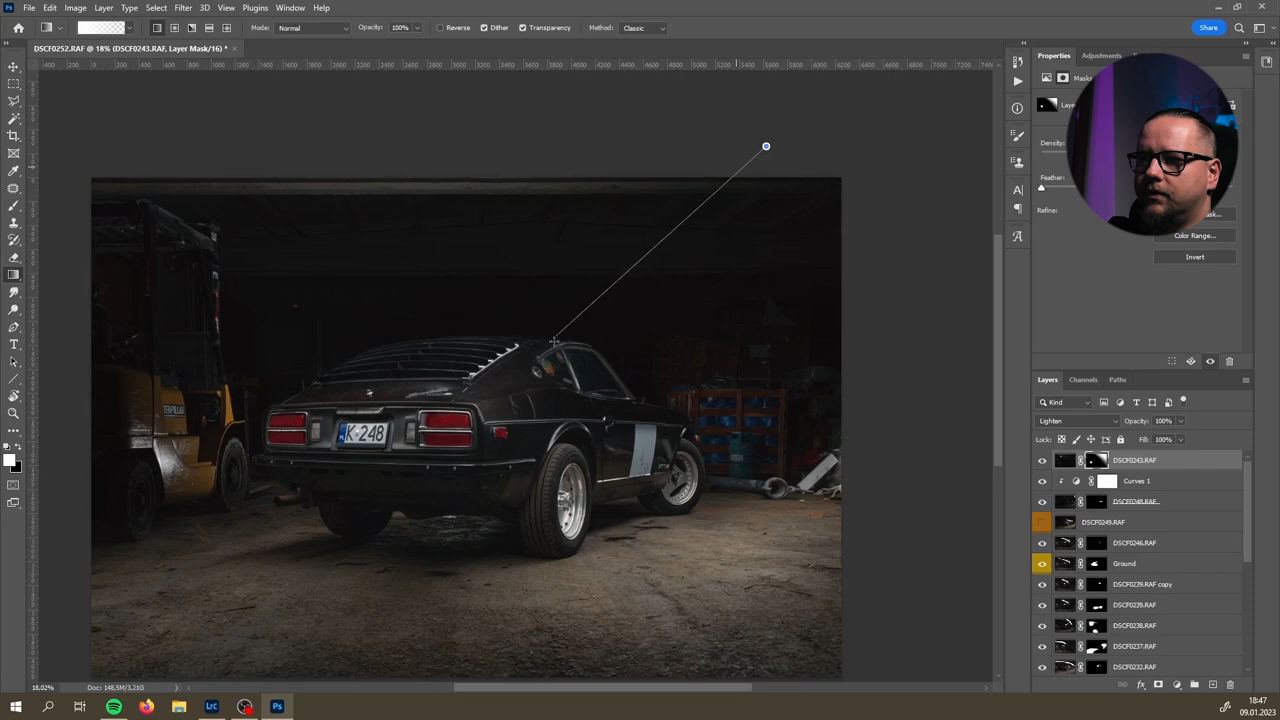 File Edit Image Layer Type Select Filter 3D View Plugins Window Help
Mode: Normal Opacity: 100% Reverse Dither Transparency Method: Classic Share
DSCF0252.RAF @ 18% (DSCF0243.RAF, Layer Mask/16) *
Properties Adjustments
Masks
Density:
Feather:
Refine:
Color Range...
Invert
K-248
Layers Channels Paths
Kind
Lighten Opacity: 100%
Lock: Fill: 100%
DSCF0243.RAF
Curves 1
DSCF0248.RAF
DSCF0249.RAF
DSCF0246.RAF
Ground
DSCF0239.RAF copy
DSCF0239.RAF
DSCF0238.RAF
DSCF0237.RAF
DSCF0232.RAF
18,02% Doc: 148,5M/3,21G
Lrc Ps
18:47
09.01.2023